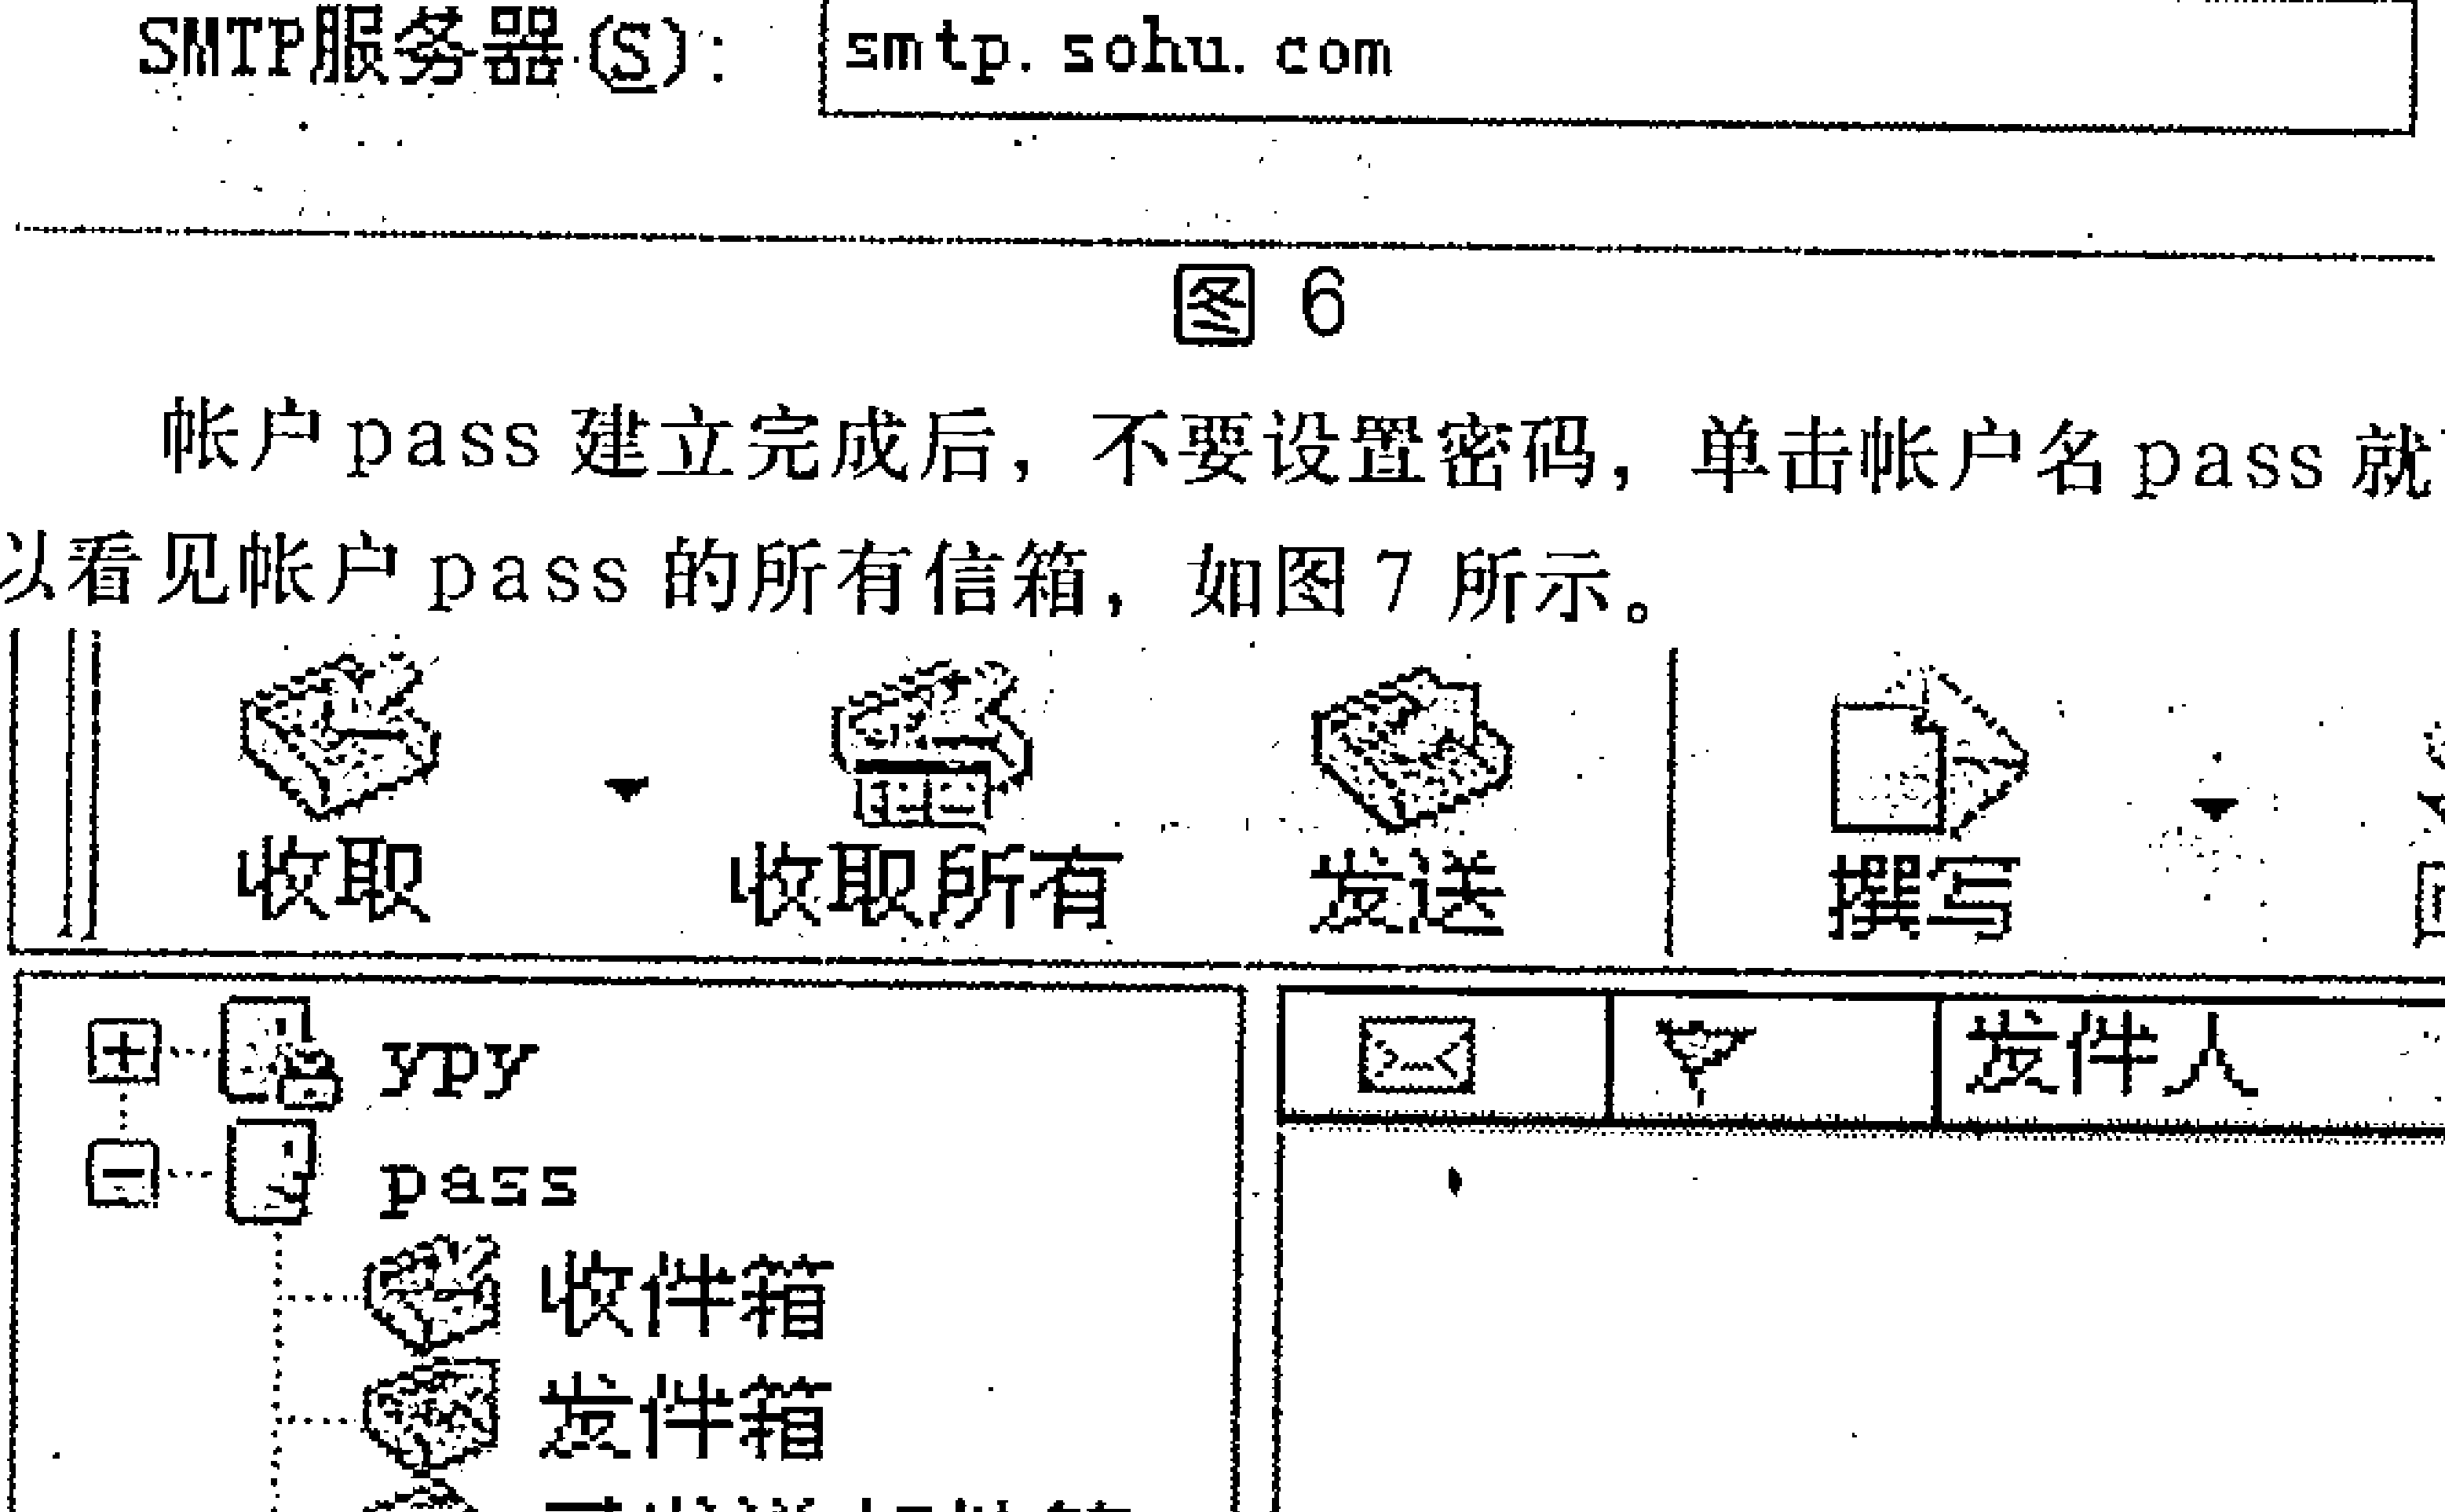 SMTP服务器(S): smtp.sohu.com
图 6
帐户 pass 建立完成后，不要设置密码，单击帐户名 pass 就
以看见帐户 pass 的所有信箱，如图 7 所示。
收取 收取所有 发送 撰写
ypy 发件人
pass
收件箱
发件箱